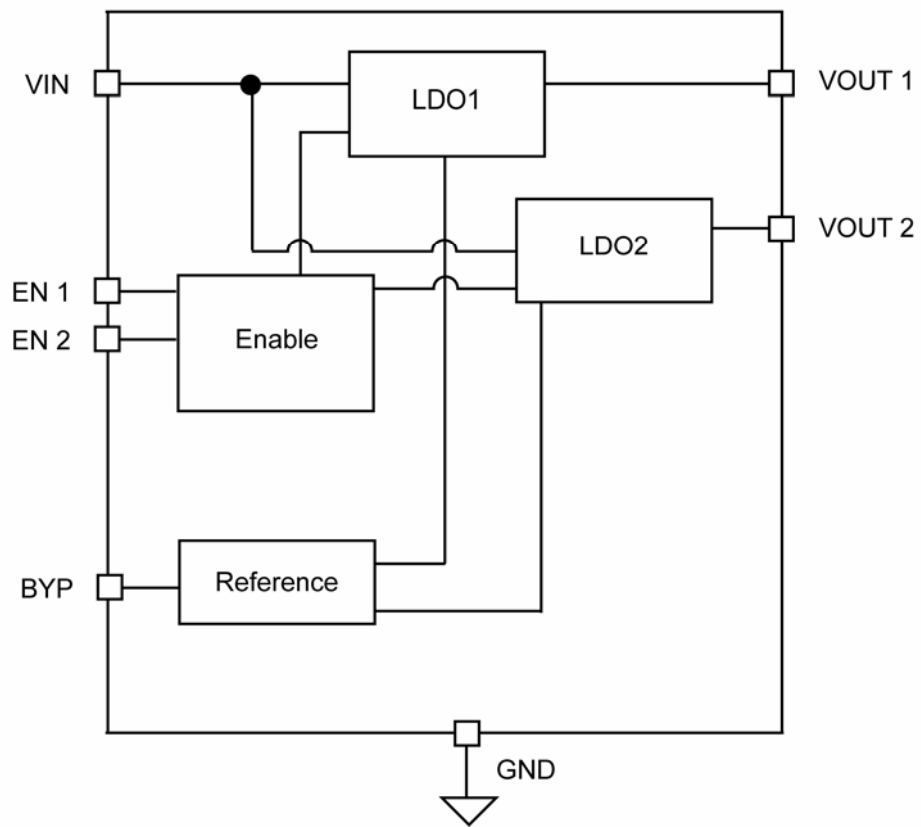 VIN
LDO1
VOUT 1
LDO2
VOUT 2
EN 1
EN 2
Enable
BYP
Reference
GND